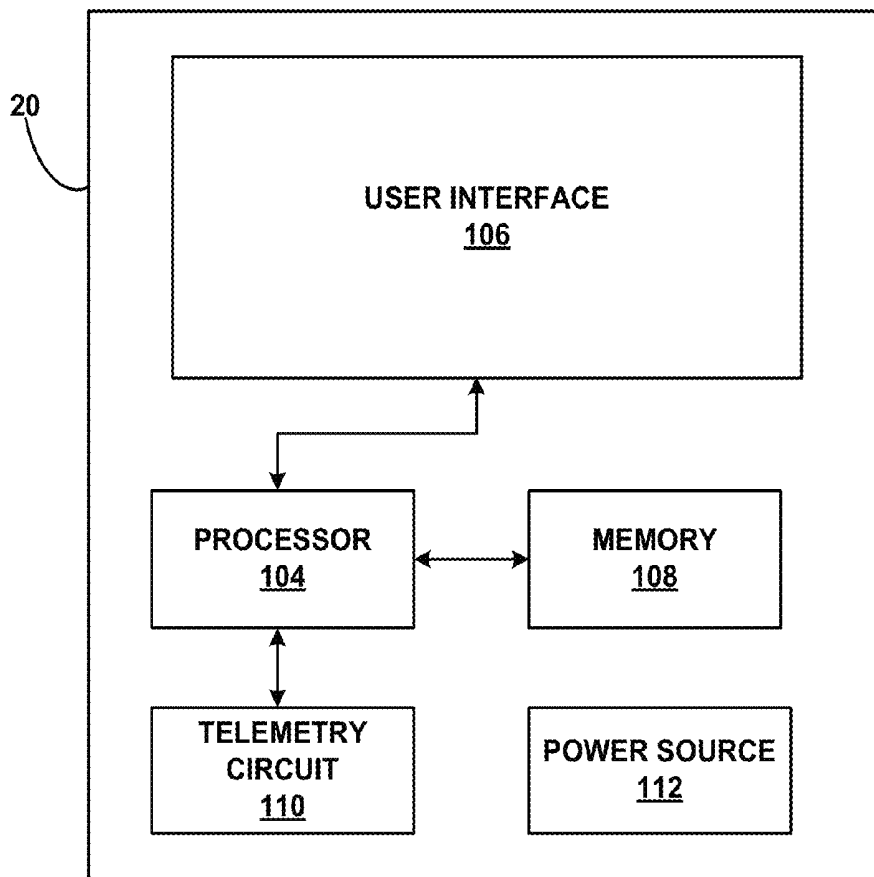 20
USER INTERFACE
106
PROCESSOR
104
MEMORY
108
TELEMETRY
CIRCUIT
110
POWER SOURCE
112